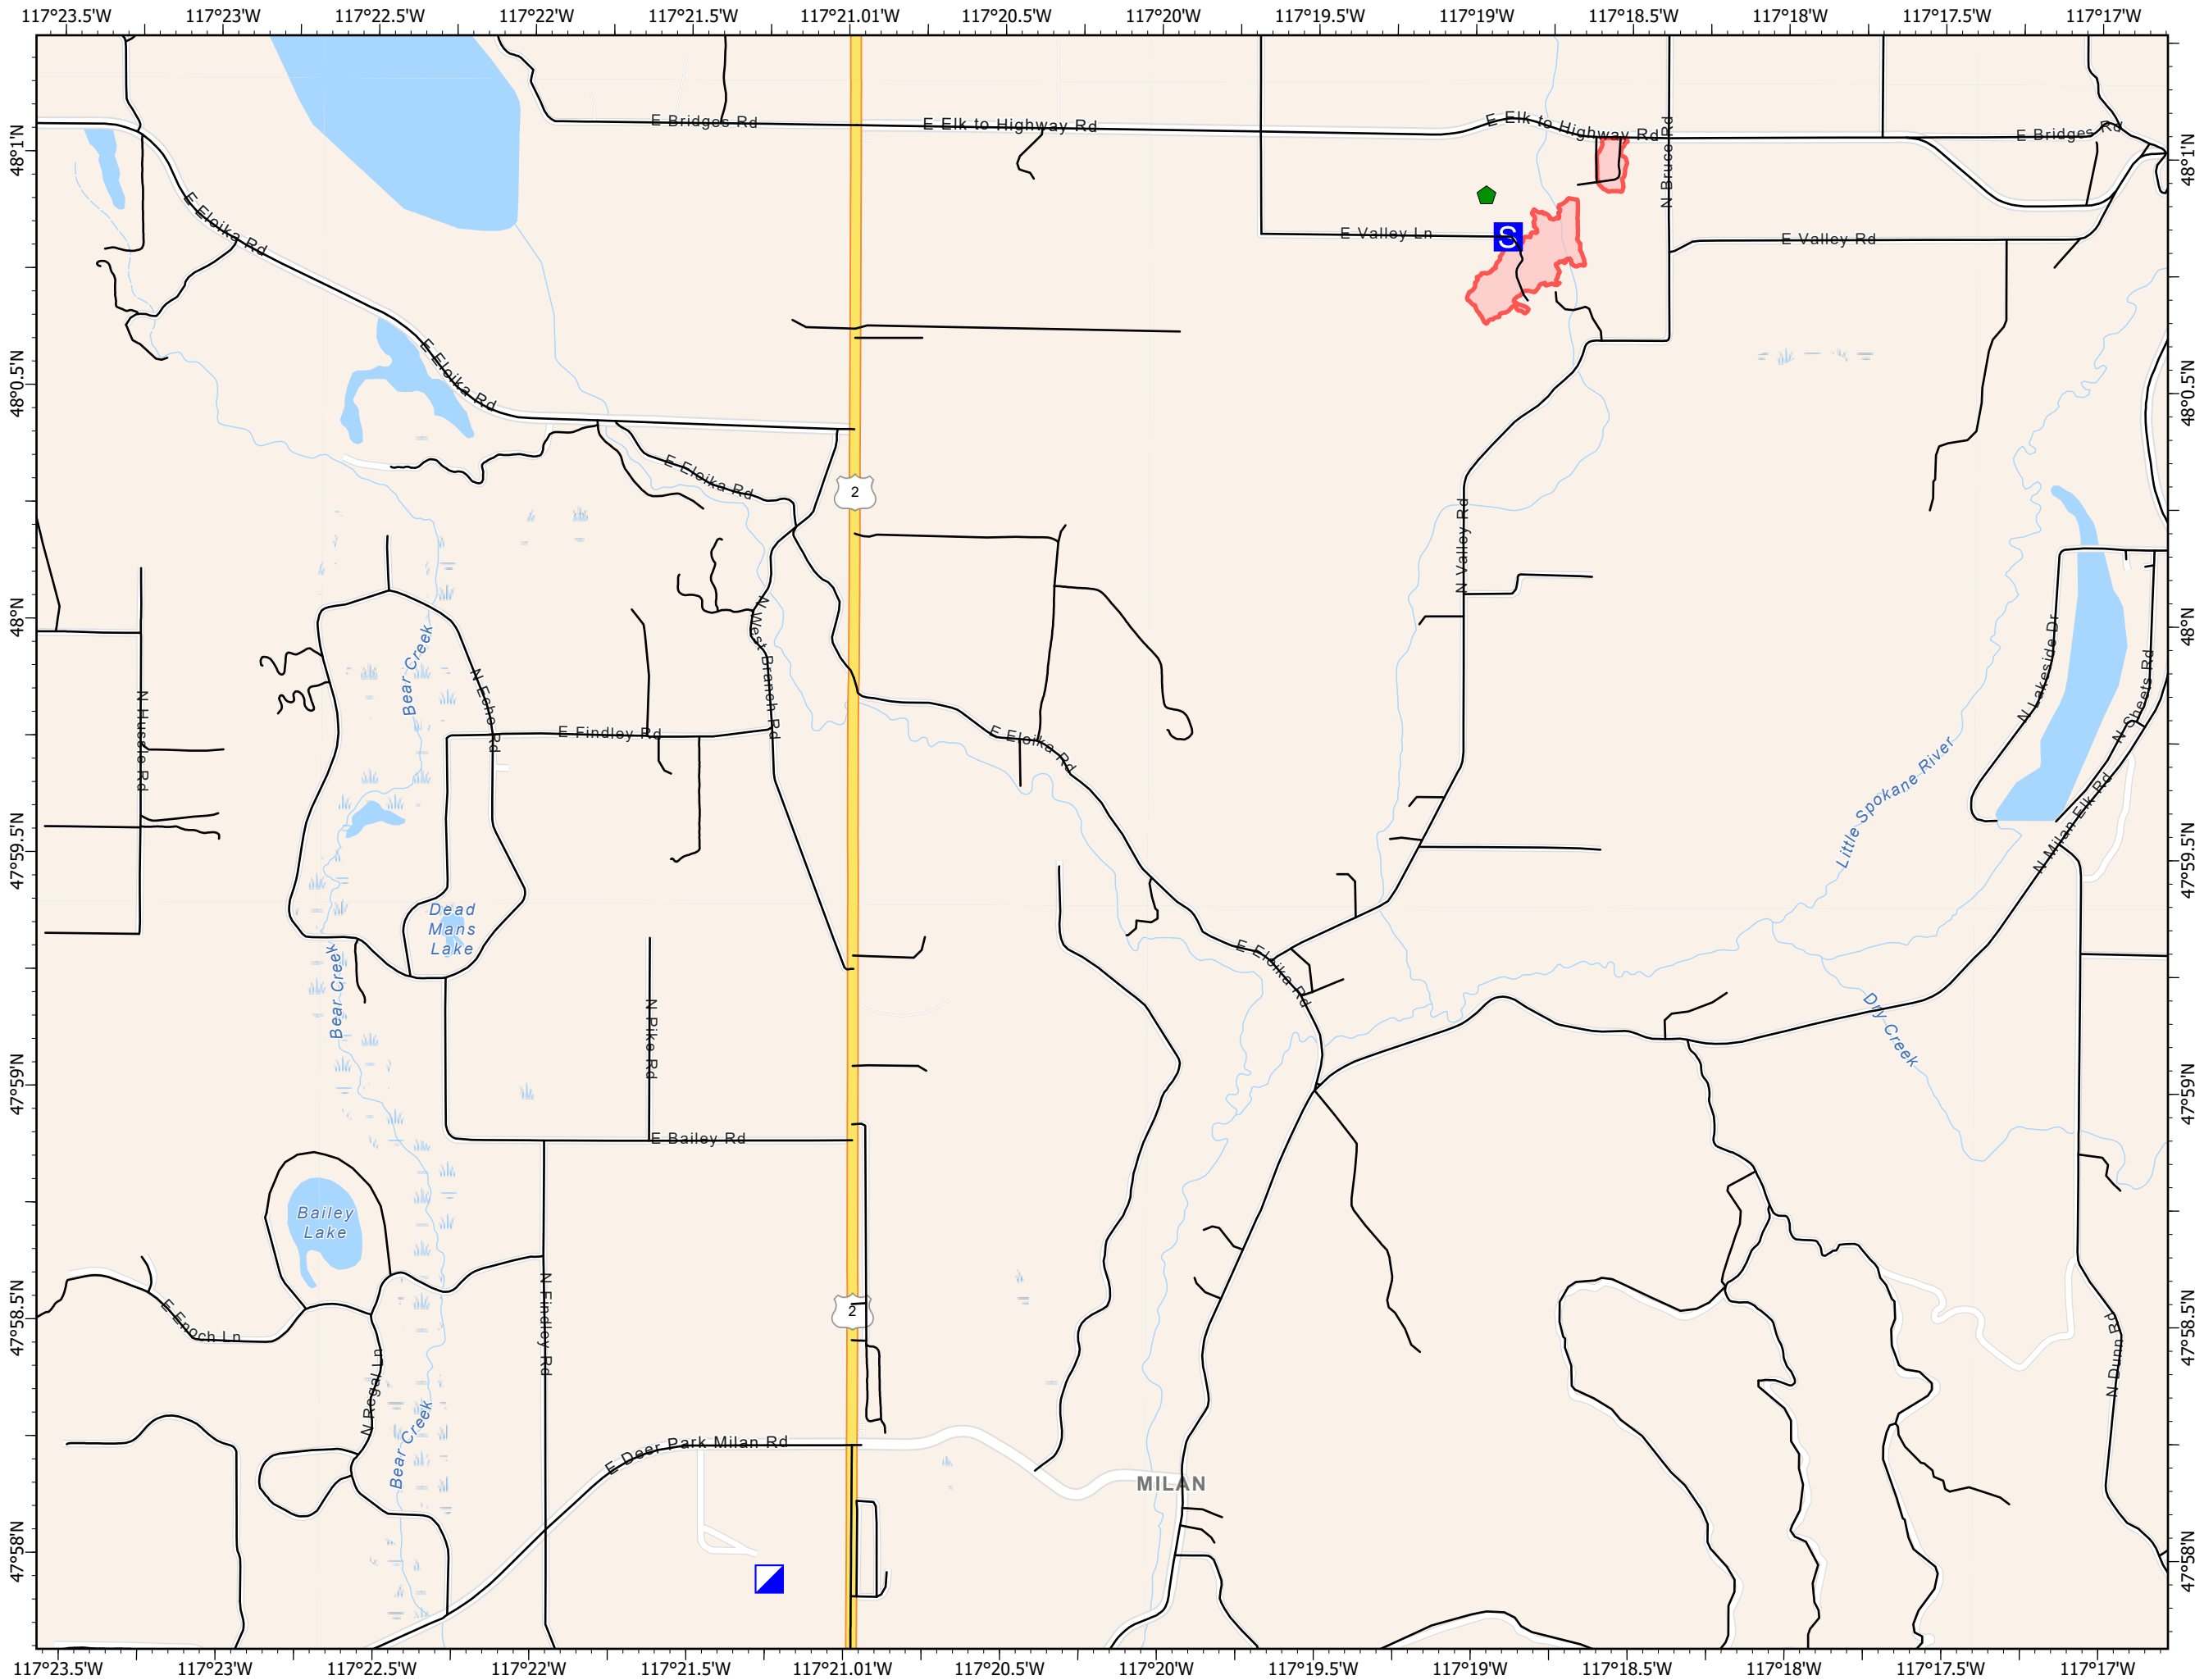 117°23.5'W 117°23'W 117°22.5'W 117°22'W 117°21.5'W 117°21.01'W 117°20.5'W 117°20'W 117°19.5'W 117°19'W 117°18.5'W 117°18'W 117°17.5'W 117°17'W
E Bridges Rd
E Elk to Highway Rd
E Elk to Highway Rd
N Bruce Rd
E Bridges Rd
48°1'N
48°1'N
E Eloika Rd
E Valley Ln
S
E Valley Rd
E Eloika Rd
48°0.5'N
48°0.5'N
E Eloika Rd
2
N Valley Rd
48°N
48°N
Bear Creek
N West Branch Rd
N Lakeside Dr
N Sheets Rd
N Echo Rd
N Hussole Rd
E Findley Rd
E Eloika Rd
Little Spokane River
N Milan Elk Rd
47°59.5'N
47°59.5'N
Dead
Mans
Lake
Bear Creek
E Eloika Rd
N Pike Rd
Dry Creek
47°59'N
47°59'N
E Bailey Rd
Bailey
Lake
E Enoch Ln
N Findley Rd
2
47°58.5'N
47°58.5'N
N Regal Ln
N Dunn Rd
Bear Creek
E Deer Park Milan Rd
MILAN
47°58'N
47°58'N
117°23.5'W 117°23'W 117°22.5'W 117°22'W 117°21.5'W 117°21.01'W 117°20.5'W 117°20'W 117°19.5'W 117°19'W 117°18.5'W 117°18'W 117°17.5'W 117°17'W